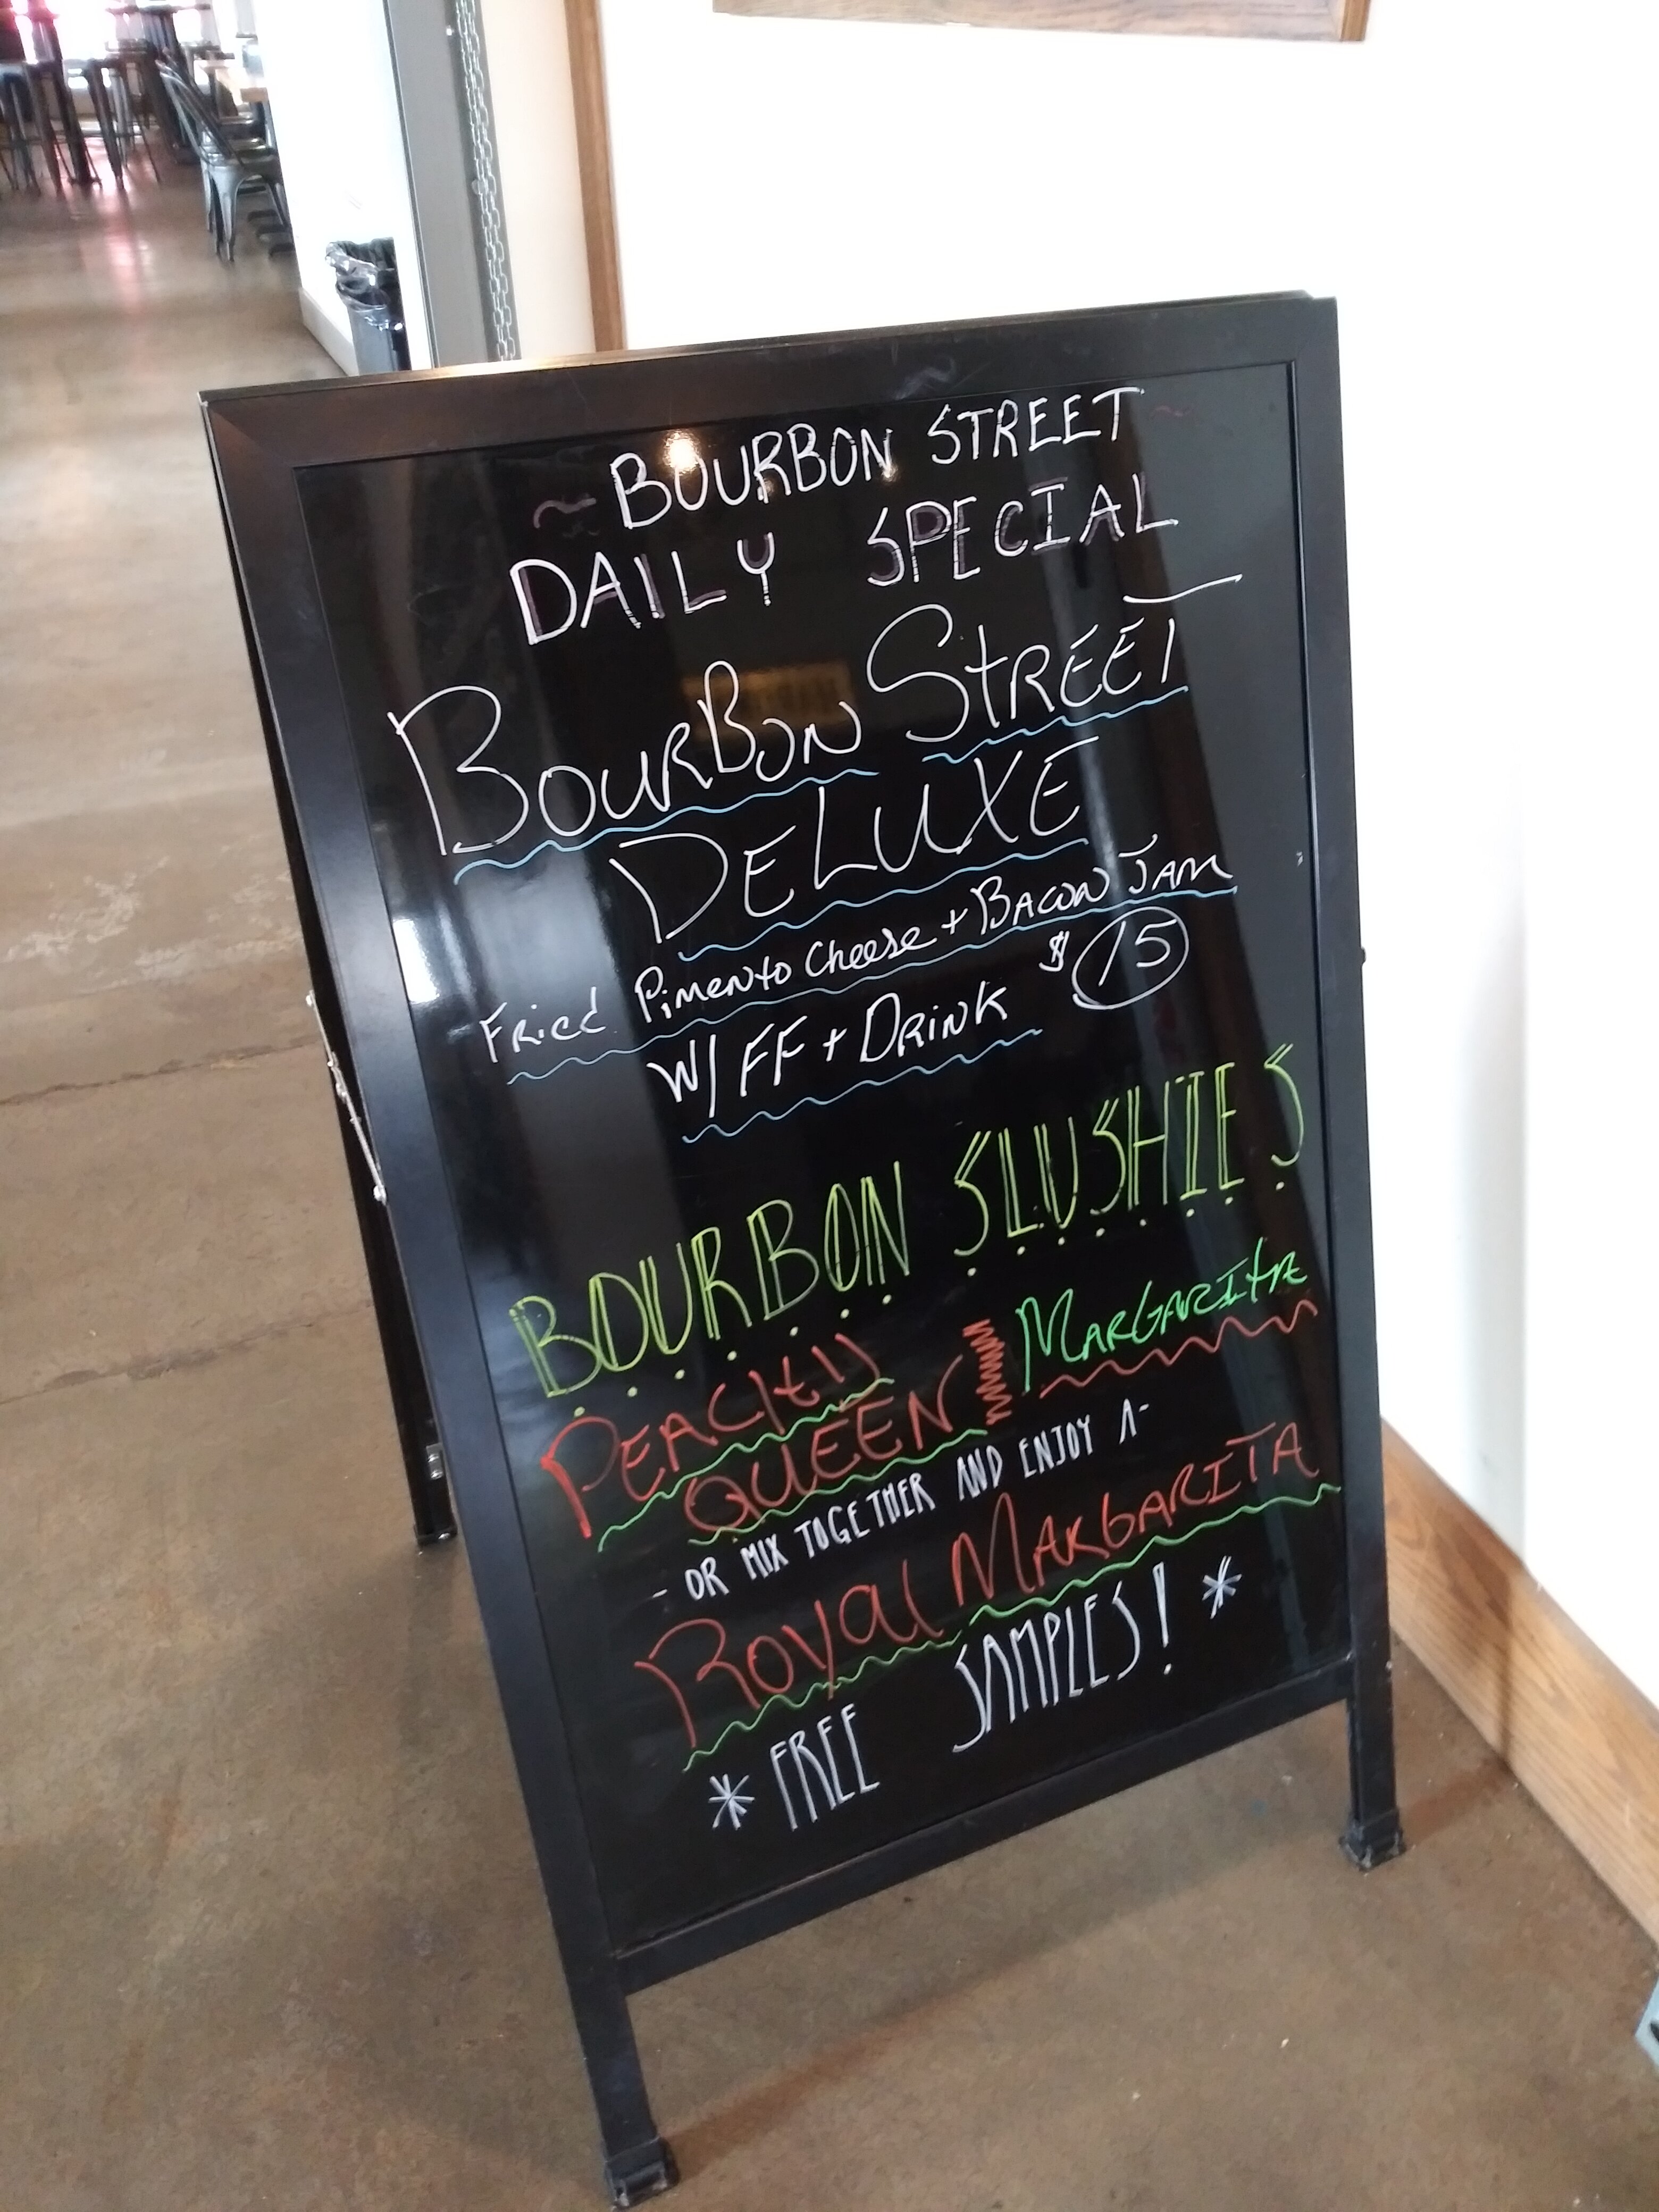 ~ BOURBON STREET ~
DAILY SPECIAL
BOURBON STREET
DELUXE
Fried Pimento Cheese + BACON JAM
W/ FF + DRINK $15
BOURBON SLUSHIES
PEACH QUEEN MARGARITA
- OR MIX TOGETHER AND ENJOY A -
Royal MARGARITA
* FREE SAMPLES! *